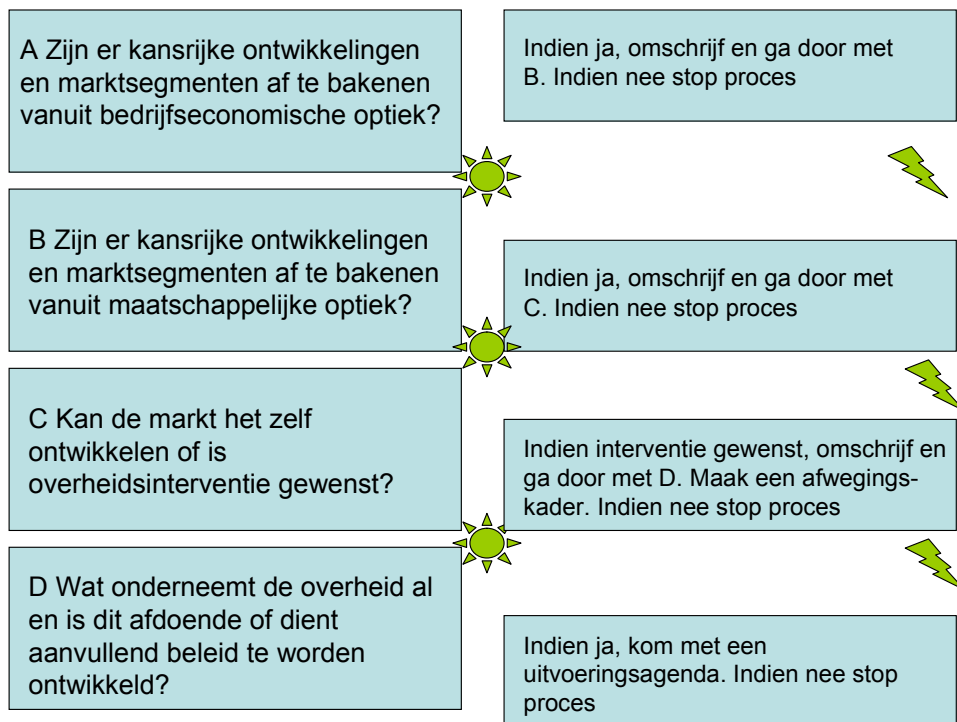 A Zijn er kansrijke ontwikkelingen
en marktsegmenten af te bakenen
vanuit bedrijfseconomische optiek?
Indien ja, omschrijf en ga door met
B. Indien nee stop proces
B Zijn er kansrijke ontwikkelingen
en marktsegmenten af te bakenen
vanuit maatschappelijke optiek?
Indien ja, omschrijf en ga door met
C. Indien nee stop proces
C Kan de markt het zelf
ontwikkelen of is
overheidsinterventie gewenst?
Indien interventie gewenst, omschrijf en
ga door met D. Maak een afwegings-
kader. Indien nee stop proces
D Wat onderneemt de overheid al
en is dit afdoende of dient
aanvullend beleid te worden
ontwikkeld?
Indien ja, kom met een
uitvoeringsagenda. Indien nee stop
proces